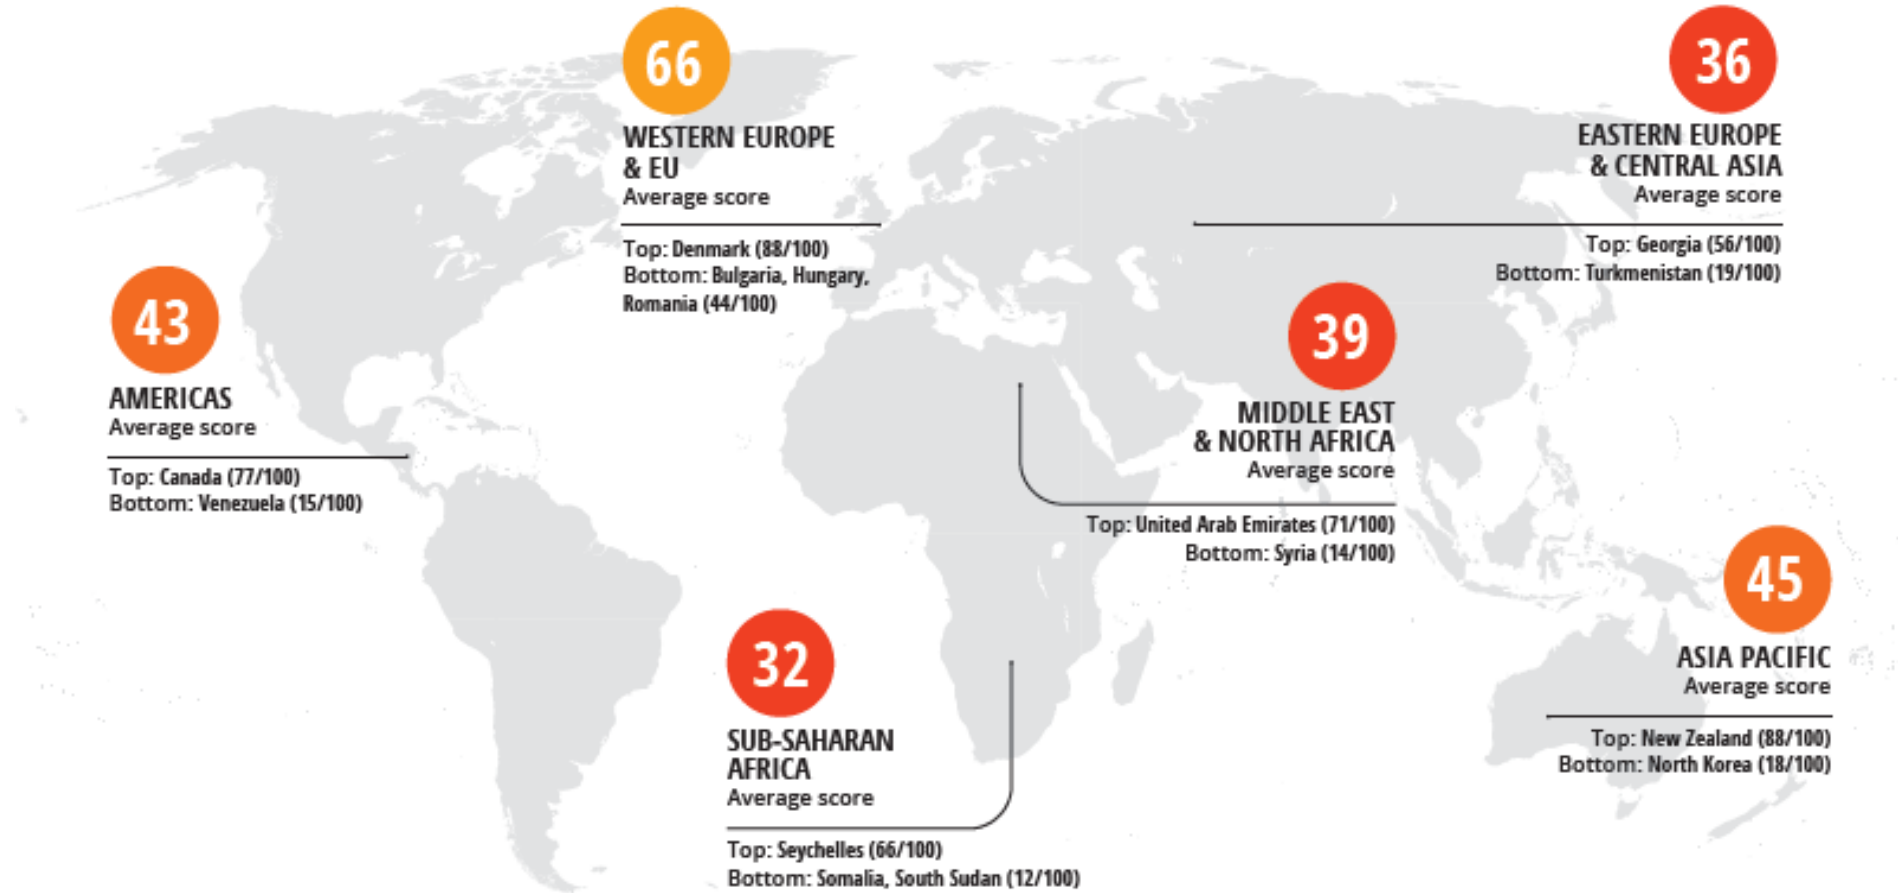 66
WESTERN EUROPE
& EU
Average score
Top: Denmark (88/100)
Bottom: Bulgaria, Hungary,
Romania (44/100)
36
EASTERN EUROPE
& CENTRAL ASIA
Average score
Top: Georgia (56/100)
Bottom: Turkmenistan (19/100)
43
AMERICAS
Average score
Top: Canada (77/100)
Bottom: Venezuela (15/100)
39
MIDDLE EAST
& NORTH AFRICA
Average score
Top: United Arab Emirates (71/100)
Bottom: Syria (14/100)
45
ASIA PACIFIC
Average score
Top: New Zealand (88/100)
Bottom: North Korea (18/100)
32
SUB-SAHARAN
AFRICA
Average score
Top: Seychelles (66/100)
Bottom: Somalia, South Sudan (12/100)